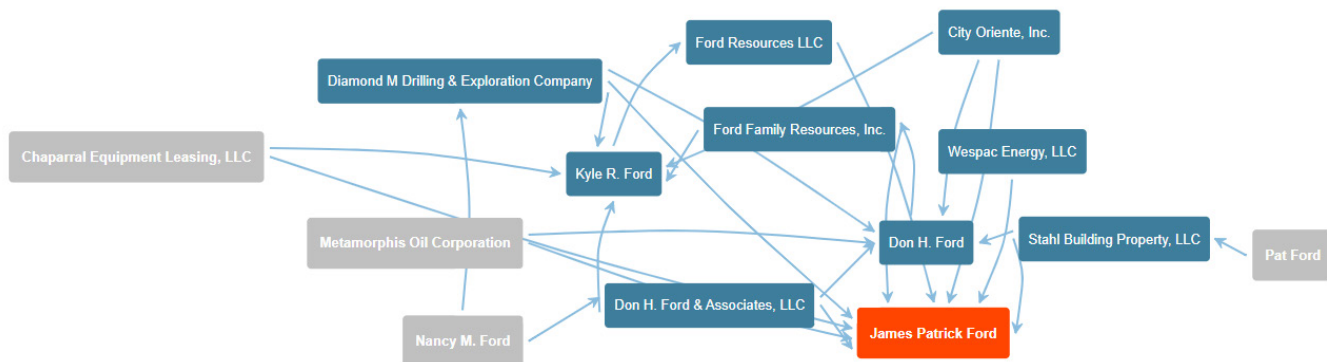 Ford Resources LLC
City Oriente, Inc.
Diamond M Drilling & Exploration Company
Ford Family Resources, Inc.
Chaparral Equipment Leasing, LLC
Wespac Energy, LLC
Kyle R. Ford
Metamorphis Oil Corporation
Don H. Ford
Stahl Building Property, LLC
Pat Ford
Don H. Ford & Associates, LLC
Nancy M. Ford
James Patrick Ford